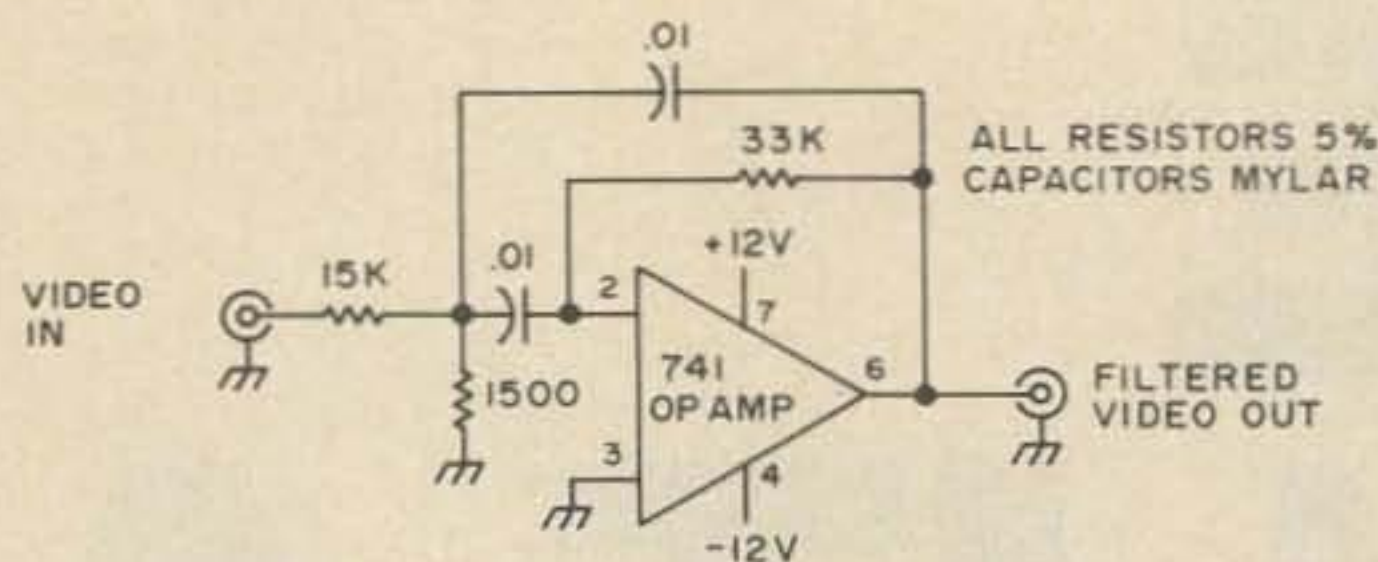 .01
33K
ALL RESISTORS 5%
CAPACITORS MYLAR
+12V
.01
15K
2
7
VIDEO
IN
741
OP AMP
6
1500
FILTERED
VIDEO OUT
3
4
-12V